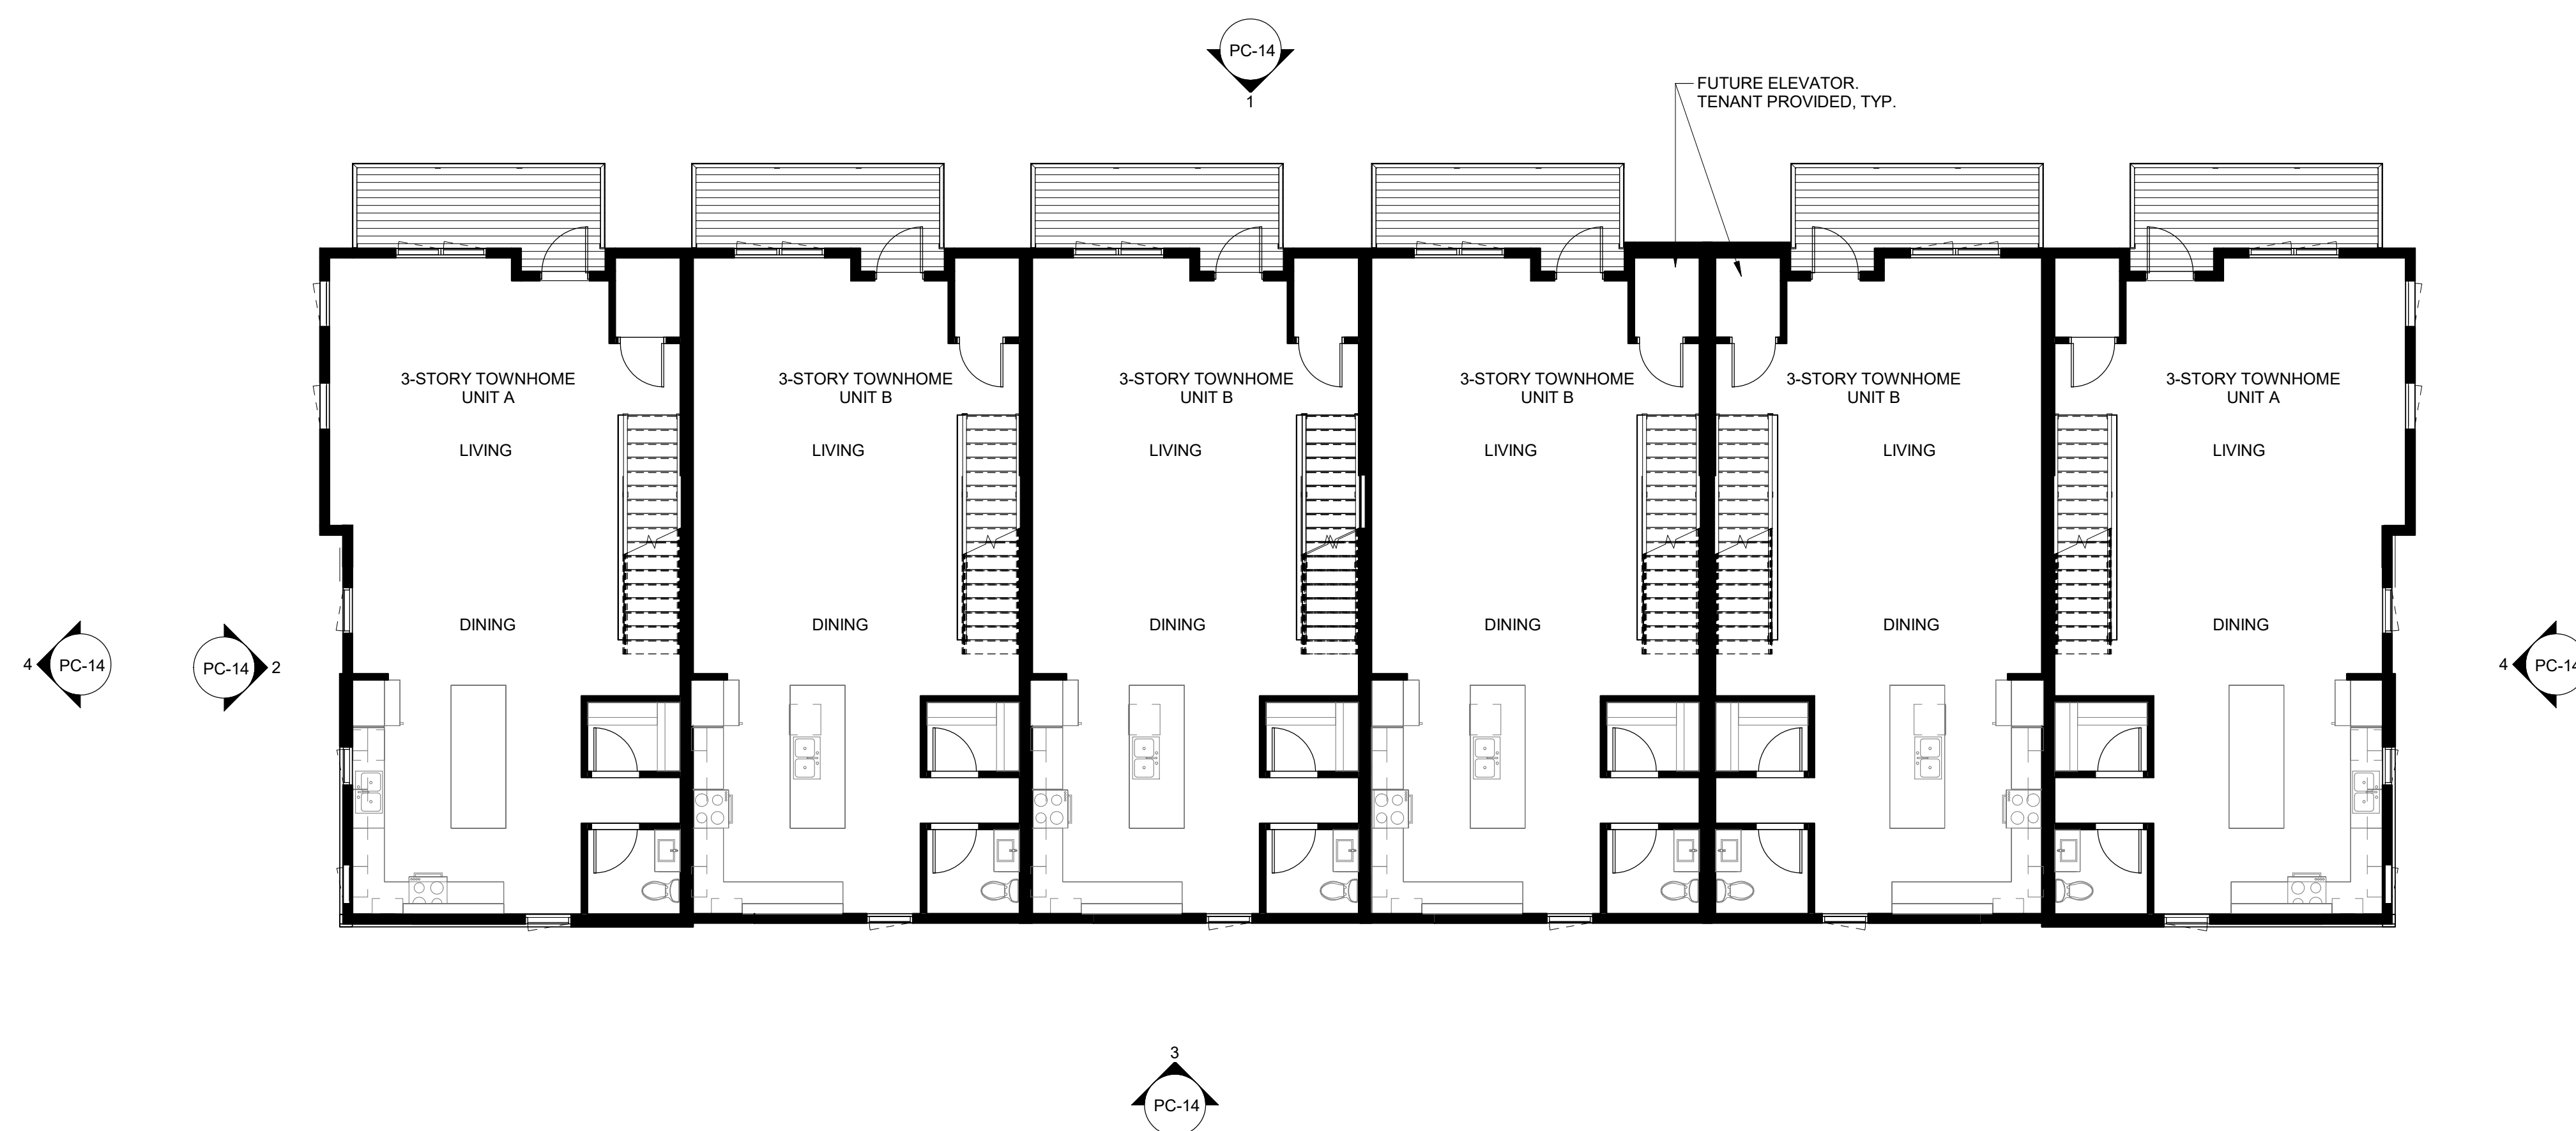 PC-14
1
FUTURE ELEVATOR.
TENANT PROVIDED, TYP.
3-STORY TOWNHOME
UNIT A
3-STORY TOWNHOME
UNIT B
3-STORY TOWNHOME
UNIT B
3-STORY TOWNHOME
UNIT B
3-STORY TOWNHOME
UNIT B
3-STORY TOWNHOME
UNIT A
LIVING
LIVING
LIVING
LIVING
LIVING
LIVING
DINING
DINING
DINING
DINING
DINING
DINING
4
PC-14
PC-14
2
4
PC-14
3
PC-14